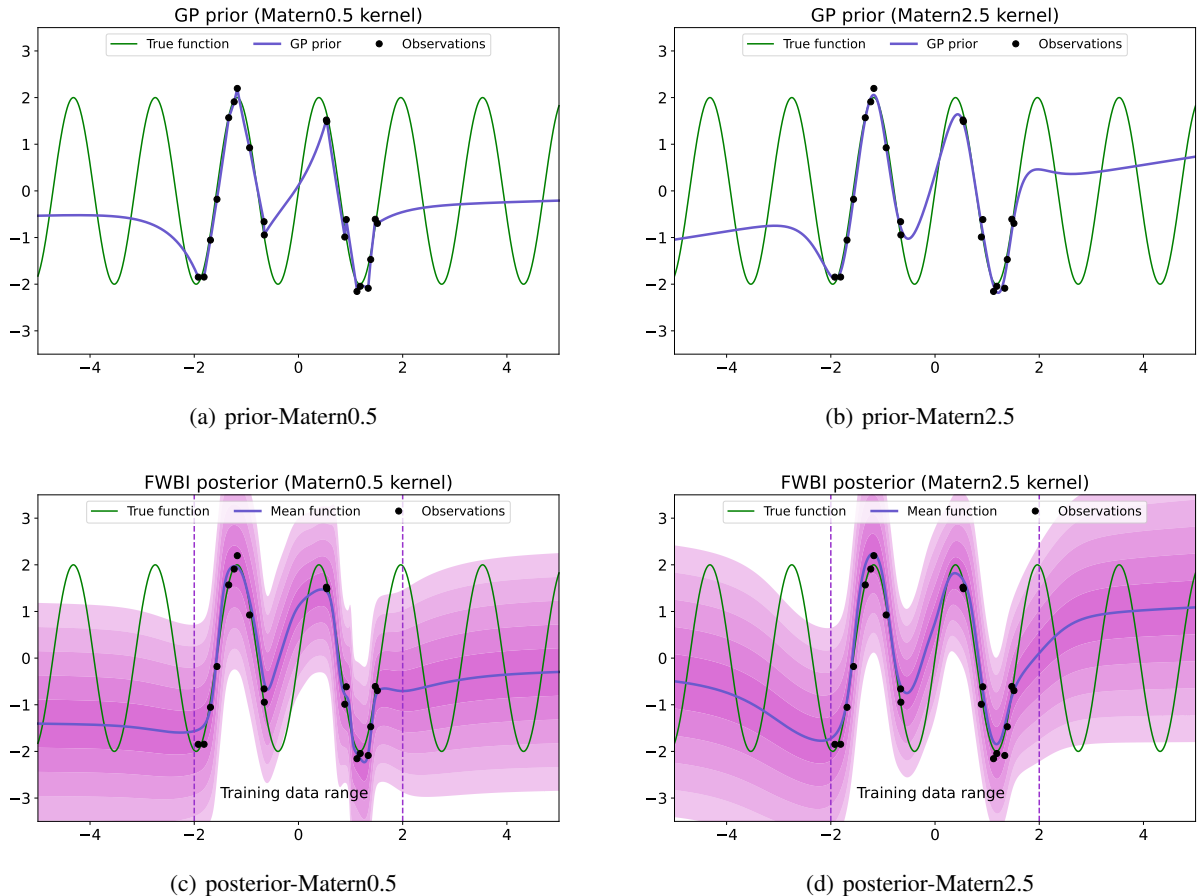 GP prior (Matern0.5 kernel)
True function GP prior Observations
3
2
1
0
−1
−2
−3
−4 −2 0 2 4
(a) prior-Matern0.5
GP prior (Matern2.5 kernel)
True function GP prior Observations
3
2
1
0
−1
−2
−3
−4 −2 0 2 4
(b) prior-Matern2.5
FWBI posterior (Matern0.5 kernel)
True function Mean function Observations
3
2
1
0
−1
−2
−3
Training data range
−4 −2 0 2 4
(c) posterior-Matern0.5
FWBI posterior (Matern2.5 kernel)
True function Mean function Observations
3
2
1
0
−1
−2
−3
Training data range
−4 −2 0 2 4
(d) posterior-Matern2.5